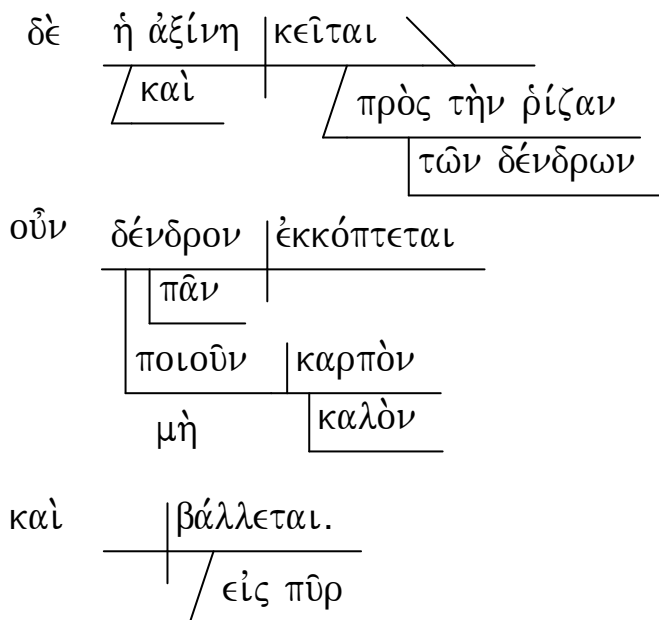 δὲ ἡ ἀξίνη κεῖται
καὶ πρὸς τὴν ῥίζαν
τῶν δένδρων
οὖν δένδρον ἐκκόπτεται
πᾶν
ποιοῦν καρπὸν
μὴ καλὸν
καὶ βάλλεται.
εἰς πῦρ